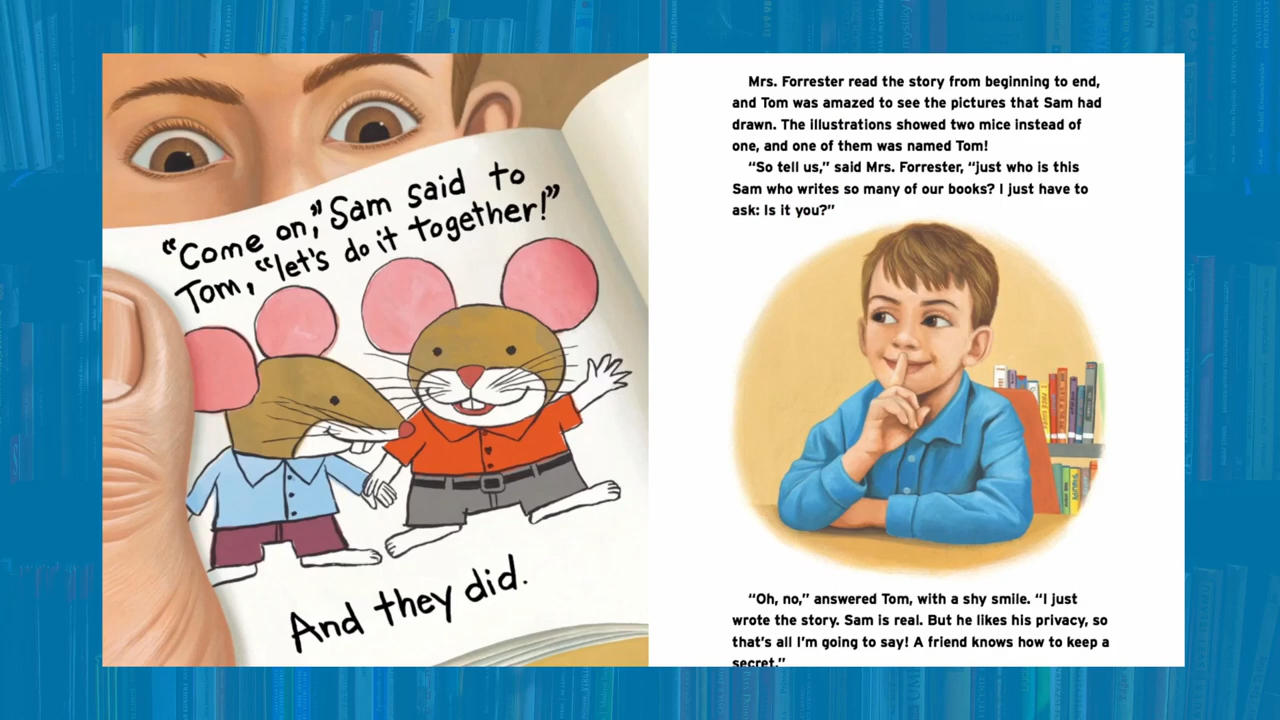 “Come on,” Sam said to
Tom, “let's do it together!”
And they did.
Mrs. Forrester read the story from beginning to end,
and Tom was amazed to see the pictures that Sam had
drawn. The illustrations showed two mice instead of
one, and one of them was named Tom!
“So tell us,” said Mrs. Forrester, “just who is this
Sam who writes so many of our books? I just have to
ask: Is it you?”
“Oh, no,” answered Tom, with a shy smile. “I just
wrote the story. Sam is real. But he likes his privacy, so
that’s all I’m going to say! A friend knows how to keep a
secret.”